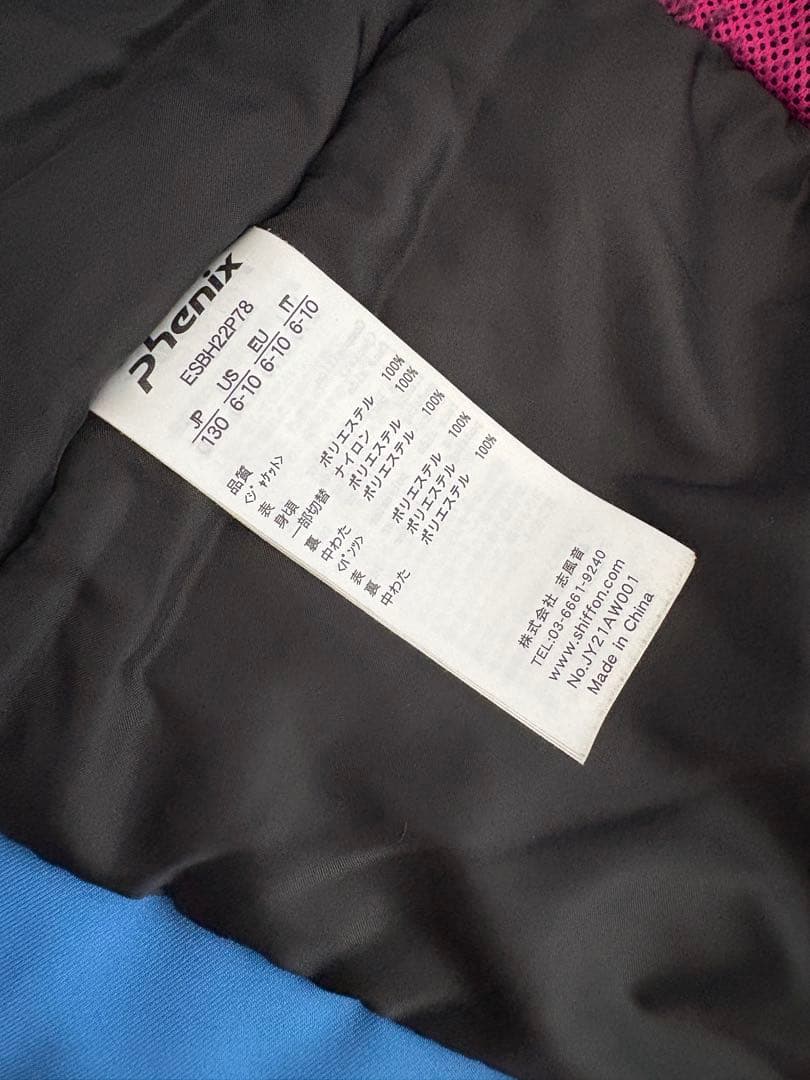 phenix
ESBH22P78
JP US EU IT
130 6-10 6-10 6-10
品質
<ジャケット>
表
身頃 ポリエステル 100%
一部切替 ナイロン 100%
裏 ポリエステル 100%
中わた ポリエステル 100%
<パンツ>
表 ポリエステル 100%
裏 ポリエステル 100%
中わた ポリエステル 100%
株式会社 志風音
TEL:03-6661-9240
www.shiffon.com
No.JY21AW001
Made in China